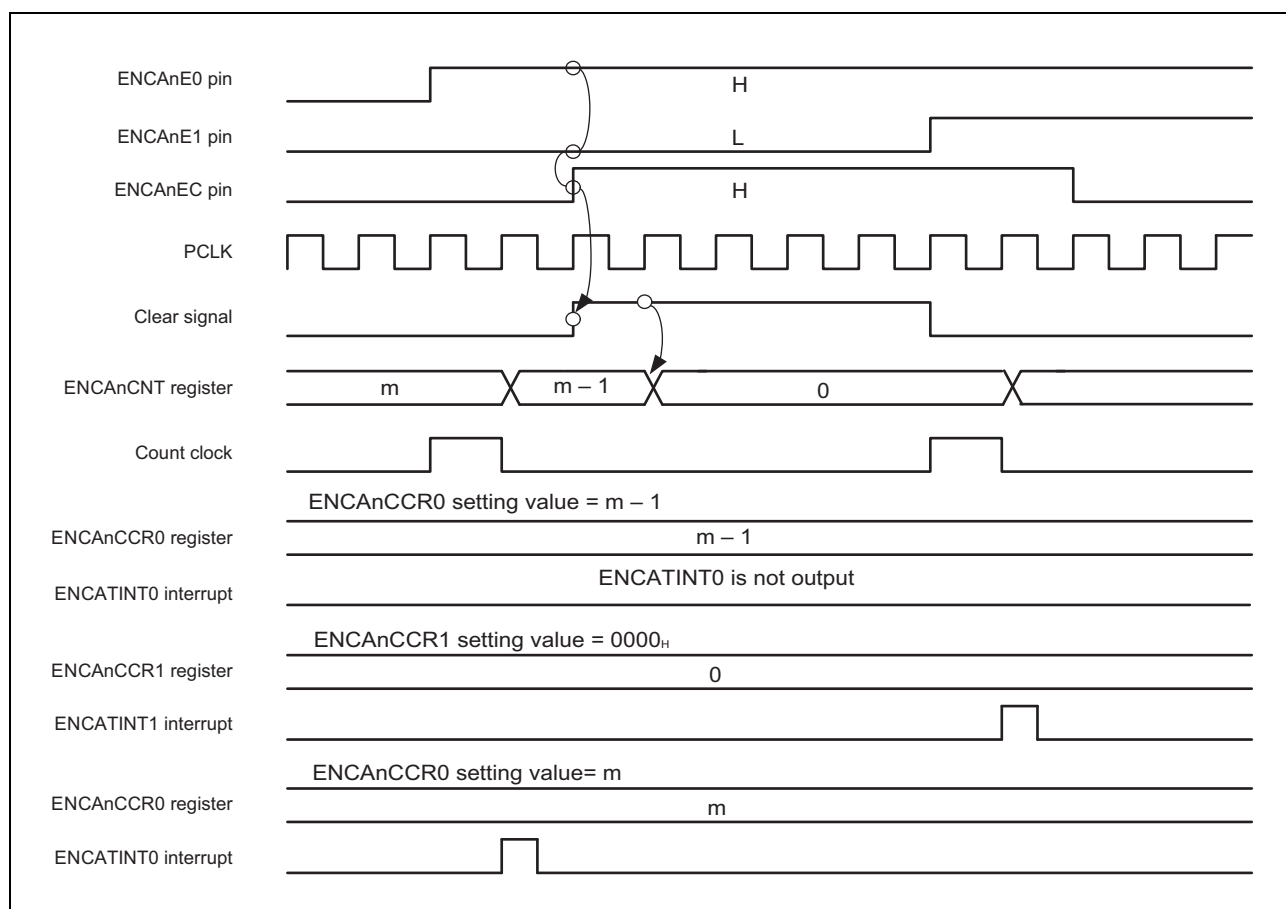 ENCAnE0 pin
H
ENCAnE1 pin
L
ENCAnEC pin
H
PCLK
Clear signal
ENCAnCNT register
m
m – 1
0
Count clock
ENCAnCCR0 setting value = m – 1
ENCAnCCR0 register
m – 1
ENCATINT0 interrupt
ENCATINT0 is not output
ENCAnCCR1 setting value = 0000H
ENCAnCCR1 register
0
ENCATINT1 interrupt
ENCAnCCR0 setting value= m
ENCAnCCR0 register
m
ENCATINT0 interrupt